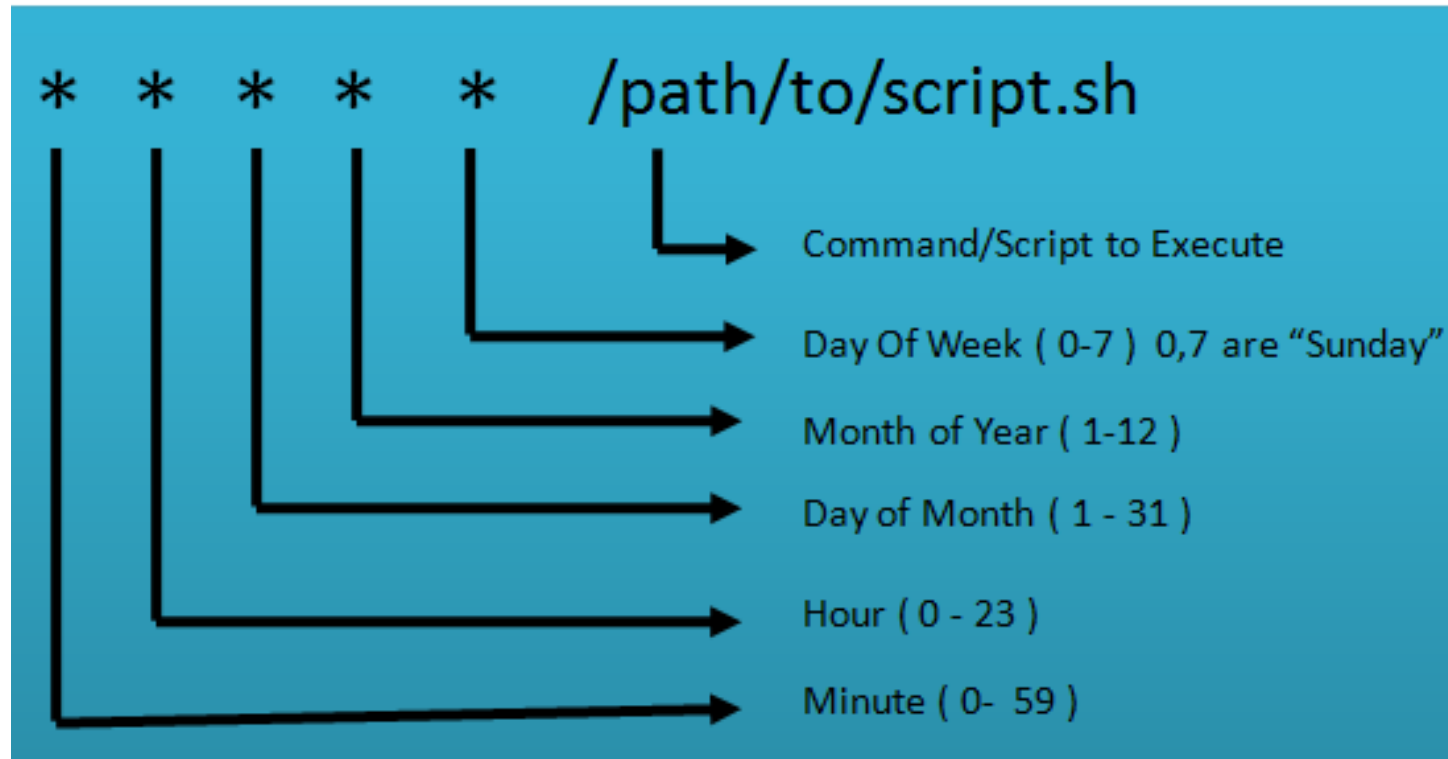 * * * * * /path/to/script.sh
Command/Script to Execute
Day Of Week ( 0-7 ) 0,7 are “Sunday”
Month of Year ( 1-12 )
Day of Month ( 1 - 31 )
Hour ( 0 - 23 )
Minute ( 0- 59 )